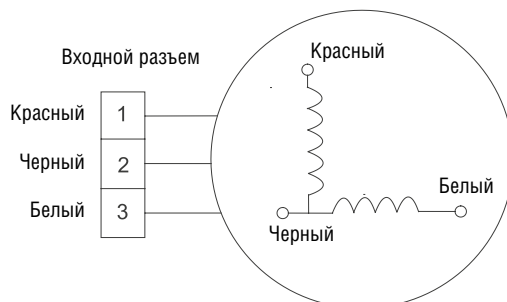 Красный
Входной разъем
Красный 1
Черный 2
Белый 3
Белый
Черный